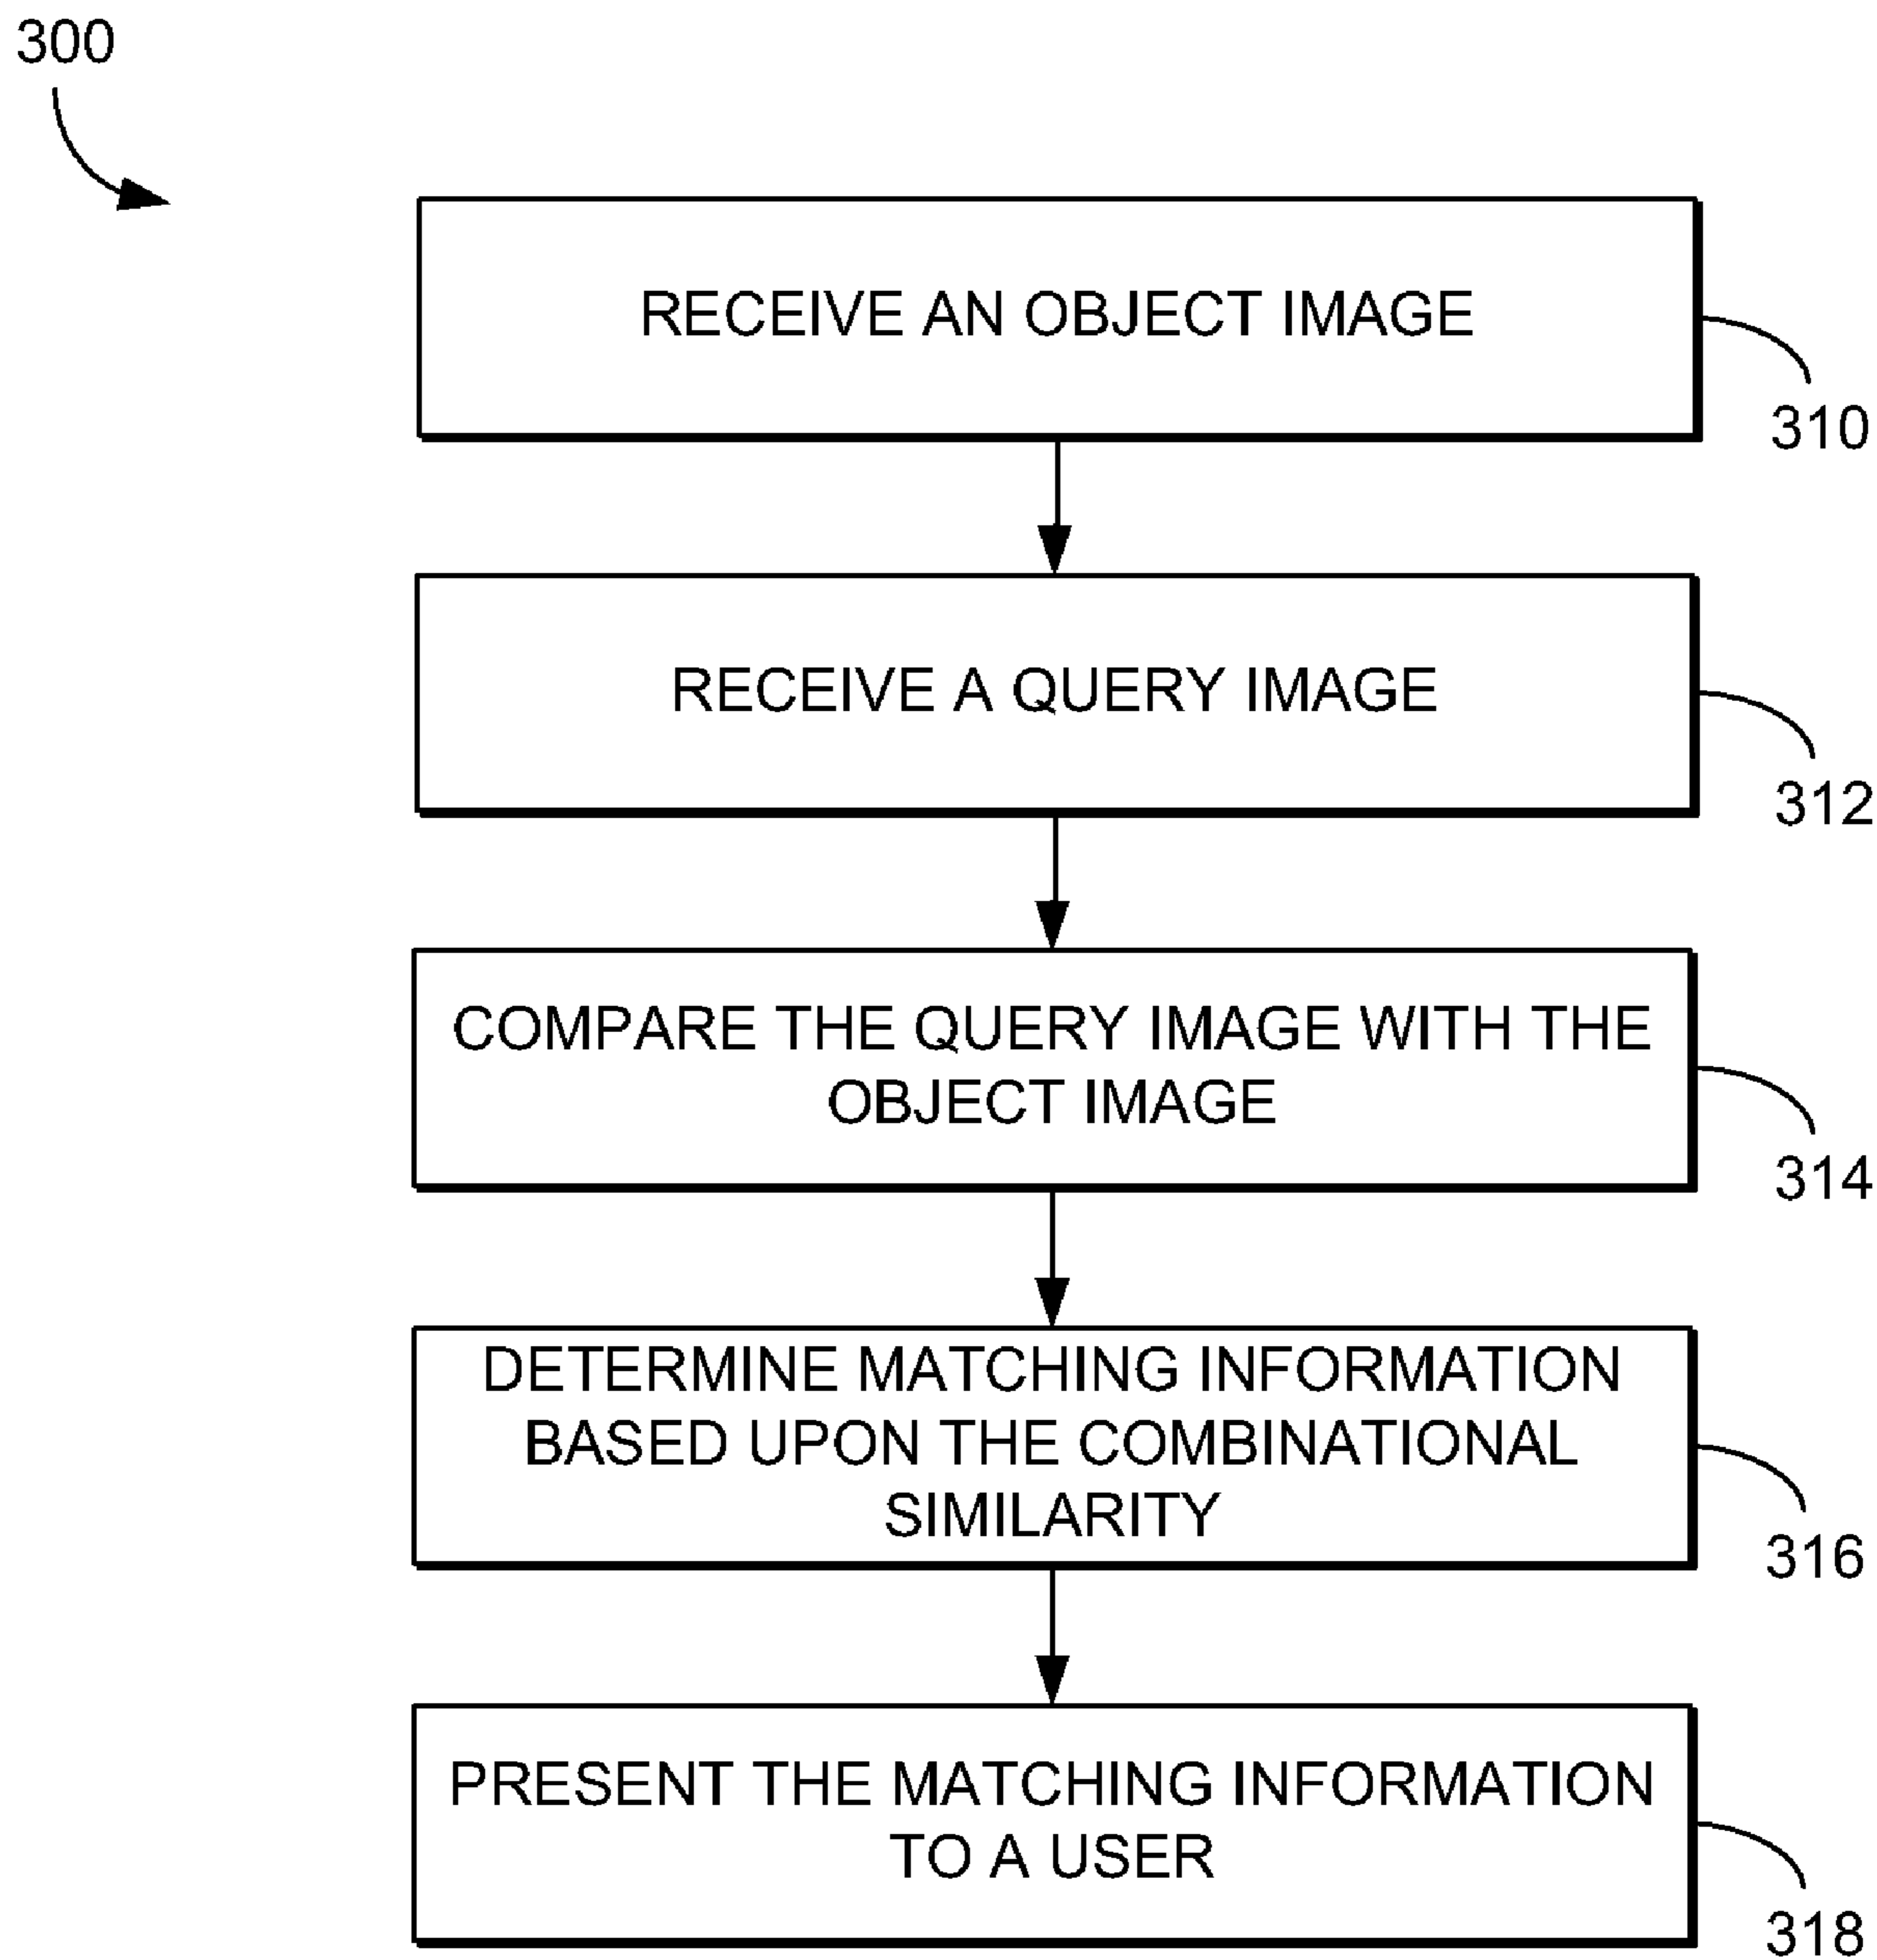 300
RECEIVE AN OBJECT IMAGE
310
RECEIVE A QUERY IMAGE
312
COMPARE THE QUERY IMAGE WITH THE
OBJECT IMAGE
314
DETERMINE MATCHING INFORMATION
BASED UPON THE COMBINATIONAL
SIMILARITY
316
PRESENT THE MATCHING INFORMATION
TO A USER
318